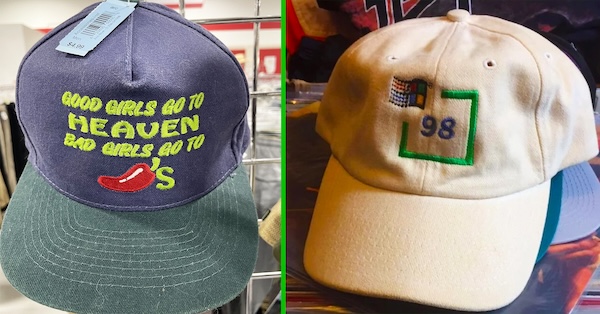 GOOD GIRLS GO TO
HEAVEN
BAD GIRLS GO TO
'S
98